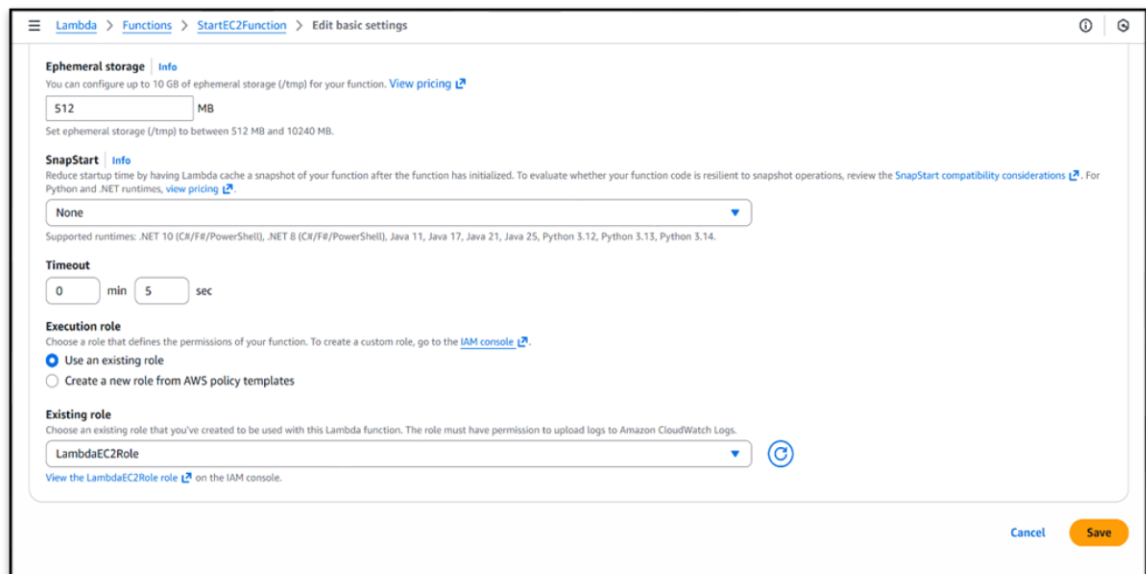 Lambda > Functions > StartEC2Function > Edit basic settings
Ephemeral storage Info
You can configure up to 10 GB of ephemeral storage (/tmp) for your function. View pricing
512 MB
Set ephemeral storage (/tmp) to between 512 MB and 10240 MB.
SnapStart Info
Reduce startup time by having Lambda cache a snapshot of your function after the function has initialized. To evaluate whether your function code is resilient to snapshot operations, review the SnapStart compatibility considerations. For
Python and .NET runtimes, view pricing.
None
Supported runtimes: .NET 10 (C#/F#/PowerShell), .NET 8 (C#/F#/PowerShell), Java 11, Java 17, Java 21, Java 25, Python 3.12, Python 3.13, Python 3.14.
Timeout
0 min 5 sec
Execution role
Choose a role that defines the permissions of your function. To create a custom role, go to the IAM console.
Use an existing role
Create a new role from AWS policy templates
Existing role
Choose an existing role that you've created to be used with this Lambda function. The role must have permission to upload logs to Amazon CloudWatch Logs.
LambdaEC2Role
View the LambdaEC2Role role on the IAM console.
Cancel Save